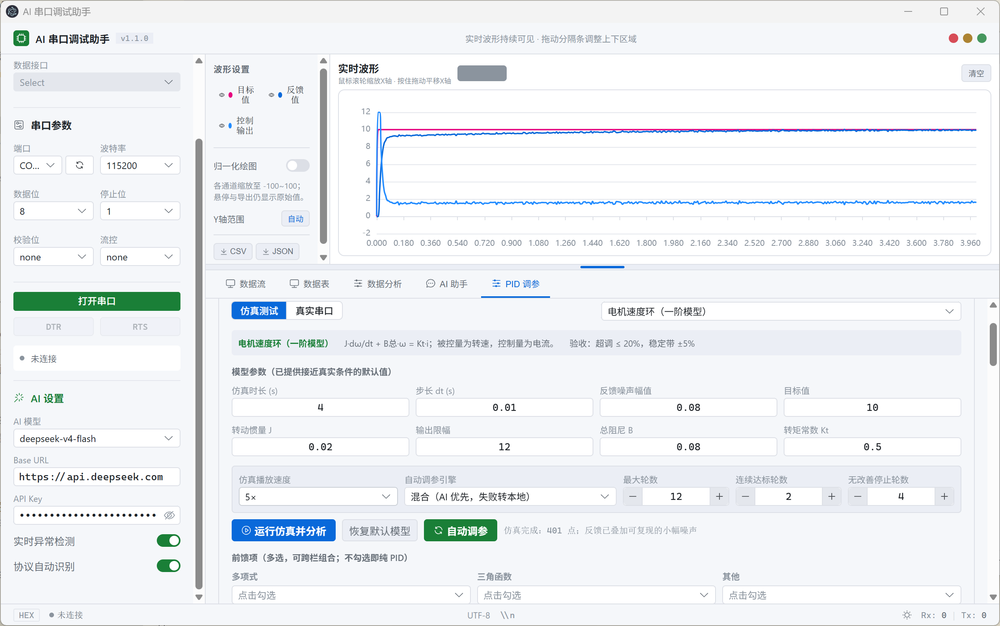 AI 串口调试助手
AI 串口调试助手 v1.1.0
实时波形持续可见 · 拖动分隔条调整上下区域
数据接口
Select
串口参数
端口 波特率
CO... 115200
数据位 停止位
8 1
校验位 流控
none none
打开串口
DTR RTS
未连接
AI 设置
AI 模型
deepseek-v4-flash
Base URL
https://api.deepseek.com
API Key
••••••••••••••••••••••••
实时异常检测
协议自动识别
波形设置
目标值 反馈值
控制输出
归一化绘图
各通道缩放至 -100~100；
悬停与导出仍显示原始值。
Y轴范围 自动
CSV JSON
实时波形
鼠标滚轮缩放X轴 · 按住拖动平移X轴
清空
12
10
8
6
4
2
0
-2
0.000 0.180 0.360 0.540 0.720 0.900 1.080 1.260 1.440 1.620 1.800 1.980 2.160 2.340 2.520 2.700 2.880 3.060 3.240 3.420 3.600 3.780 3.960
数据流 数据表 数据分析 AI 助手 PID 调参
仿真测试 真实串口 电机速度环（一阶模型）
电机速度环（一阶模型） J·dω/dt + B总·ω = Kt·i；被控量为转速，控制量为电流。 验收：超调 ≤ 20%，稳定带 ±5%
模型参数（已提供接近真实条件的默认值）
仿真时长 (s) 步长 dt (s) 反馈噪声幅值 目标值
4 0.01 0.08 10
转动惯量 J 输出限幅 总阻尼 B 转矩常数 Kt
0.02 12 0.08 0.5
仿真播放速度 自动调参引擎 最大轮数 连续达标轮数 无改善停止轮数
5× 混合（AI 优先，失败转本地） — 12 + — 2 + — 4 +
运行仿真并分析 恢复默认模型 自动调参 仿真完成：401 点；反馈已叠加可复现的小幅噪声
前馈项（多选，可跨栏组合；不勾选即纯 PID）
多项式 三角函数 其他
点击勾选 点击勾选 点击勾选
HEX 未连接 UTF-8 \\n Rx: 0 | Tx: 0